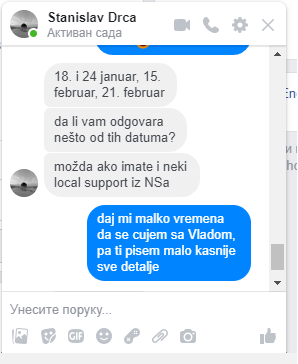 Stanislav Drca
Активан сада
18. i 24 januar, 15.
februar, 21. februar
da li vam odgovara
nešto od tih datuma?
možda ako imate i neki
local support iz NSa
daj mi malko vremena
da se cujem sa Vladom,
pa ti pisem malo kasnije
sve detalje
Унесите поруку...
GIF
En